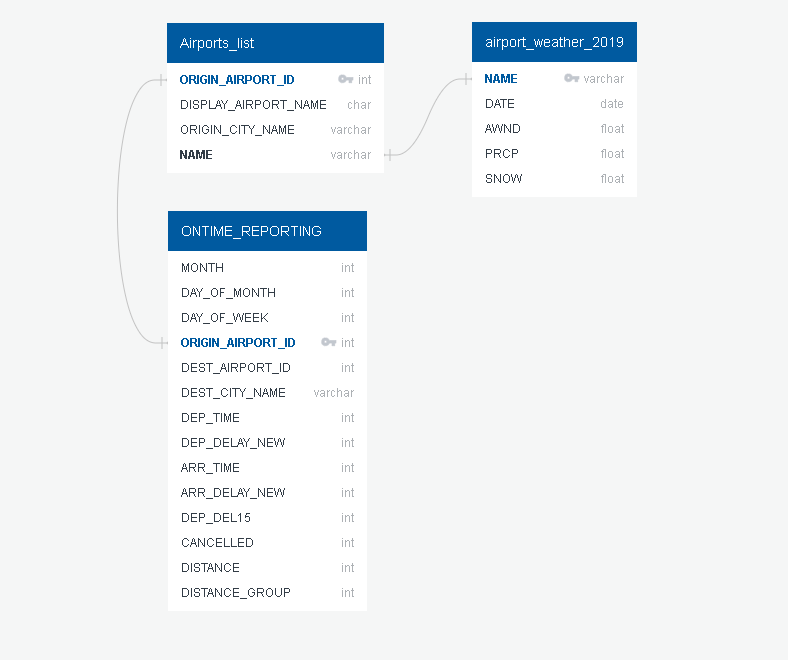 Airports_list
ORIGIN_AIRPORT_ID int
DISPLAY_AIRPORT_NAME char
ORIGIN_CITY_NAME varchar
NAME varchar
airport_weather_2019
NAME varchar
DATE date
AWND float
PRCP float
SNOW float
ONTIME_REPORTING
MONTH int
DAY_OF_MONTH int
DAY_OF_WEEK int
ORIGIN_AIRPORT_ID int
DEST_AIRPORT_ID int
DEST_CITY_NAME varchar
DEP_TIME int
DEP_DELAY_NEW int
ARR_TIME int
ARR_DELAY_NEW int
DEP_DEL15 int
CANCELLED int
DISTANCE int
DISTANCE_GROUP int